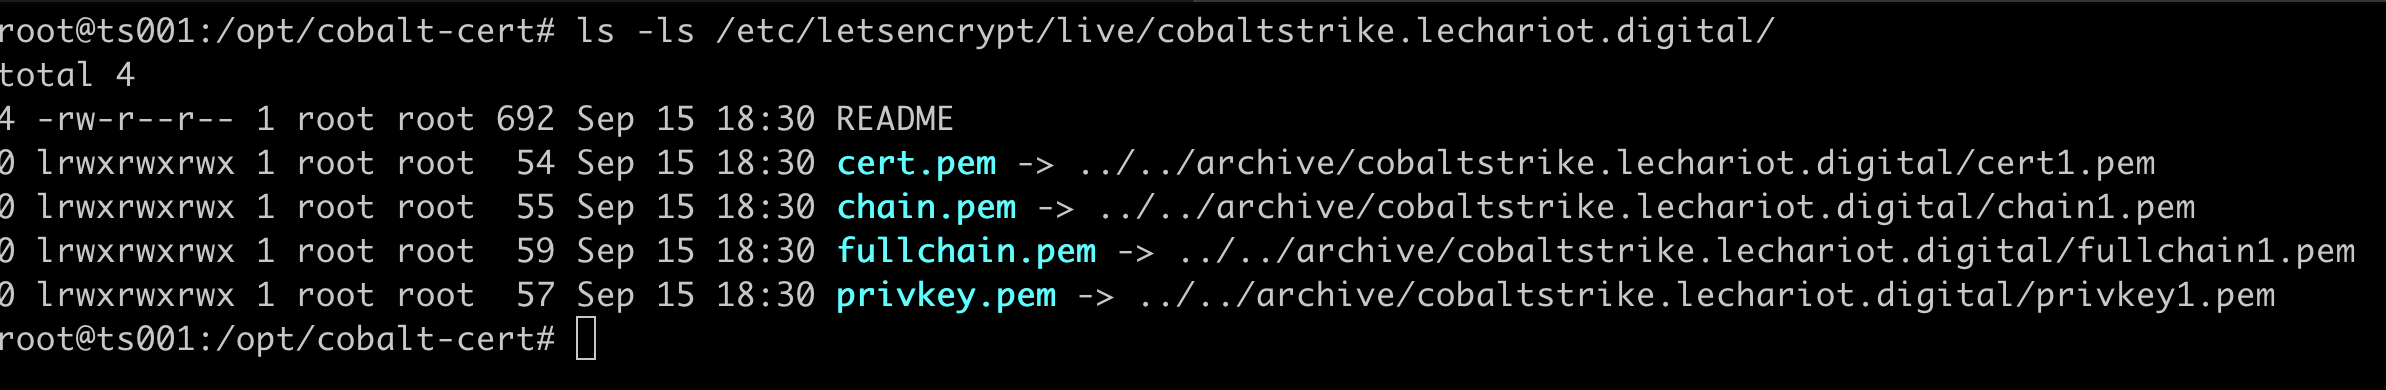 root@ts001:/opt/cobalt-cert# ls -ls /etc/letsencrypt/live/cobaltstrike.lechariot.digital/
total 4
4 -rw-r--r-- 1 root root 692 Sep 15 18:30 README
0 lrwxrwxrwx 1 root root  54 Sep 15 18:30 cert.pem -> ../../archive/cobaltstrike.lechariot.digital/cert1.pem
0 lrwxrwxrwx 1 root root  55 Sep 15 18:30 chain.pem -> ../../archive/cobaltstrike.lechariot.digital/chain1.pem
0 lrwxrwxrwx 1 root root  59 Sep 15 18:30 fullchain.pem -> ../../archive/cobaltstrike.lechariot.digital/fullchain1.pem
0 lrwxrwxrwx 1 root root  57 Sep 15 18:30 privkey.pem -> ../../archive/cobaltstrike.lechariot.digital/privkey1.pem
root@ts001:/opt/cobalt-cert#